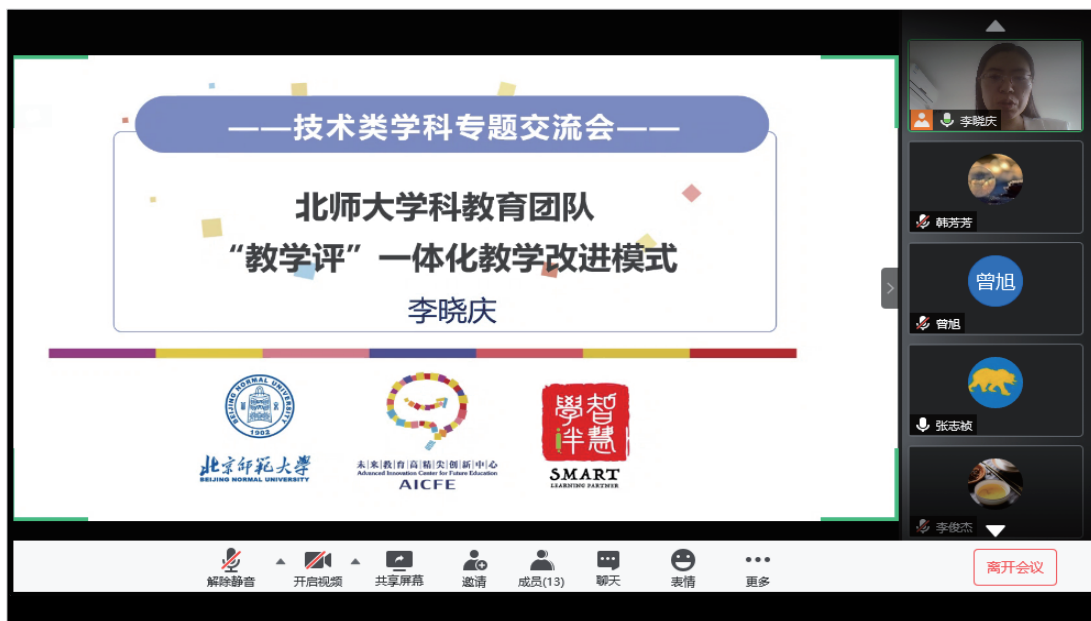 ——技术类学科专题交流会——
北师大学科教育团队
“教学评”一体化教学改进模式
李晓庆
BEIJING NORMAL UNIVERSITY
1902
北京师范大学
BEIJING NORMAL UNIVERSITY
未|来|教|育|高|精|尖|创|新|中|心
Advanced Innovation Center for Future Education
AICFE
智慧
學伴
SMART
LEARNING PARTNER
李晓庆
韩芳芳
曾旭
曾旭
张志祯
李俊杰
解除静音
开启视频
共享屏幕
邀请
成员(13)
聊天
表情
更多
离开会议